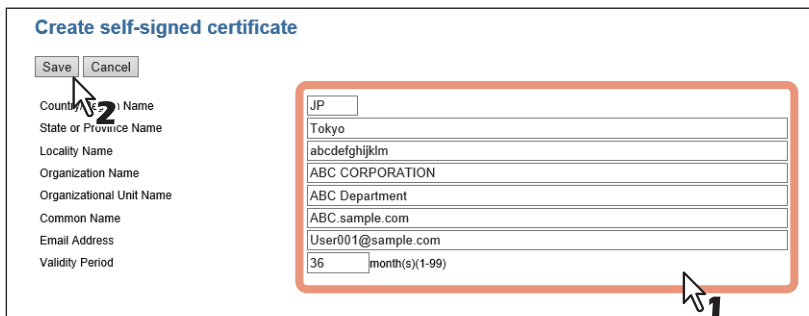 Create self-signed certificate
Save Cancel
2
Country/Region Name JP
State or Province Name Tokyo
Locality Name abcdefghijklm
Organization Name ABC CORPORATION
Organizational Unit Name ABC Department
Common Name ABC.sample.com
Email Address User001@sample.com
Validity Period 36 month(s)(1-99)
1